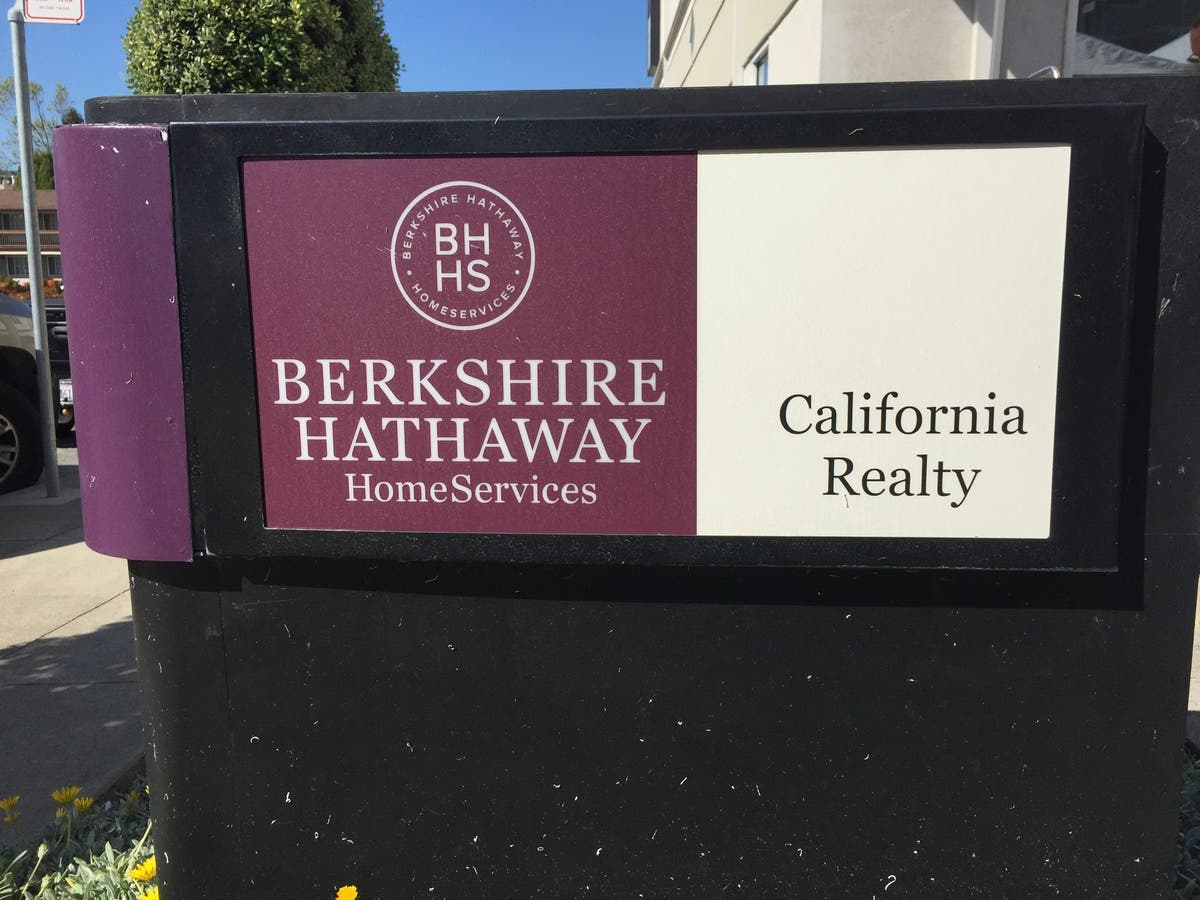 BERKSHIRE HATHAWAY
BH
HS
HOMESERVICES
BERKSHIRE
HATHAWAY
HomeServices
California
Realty